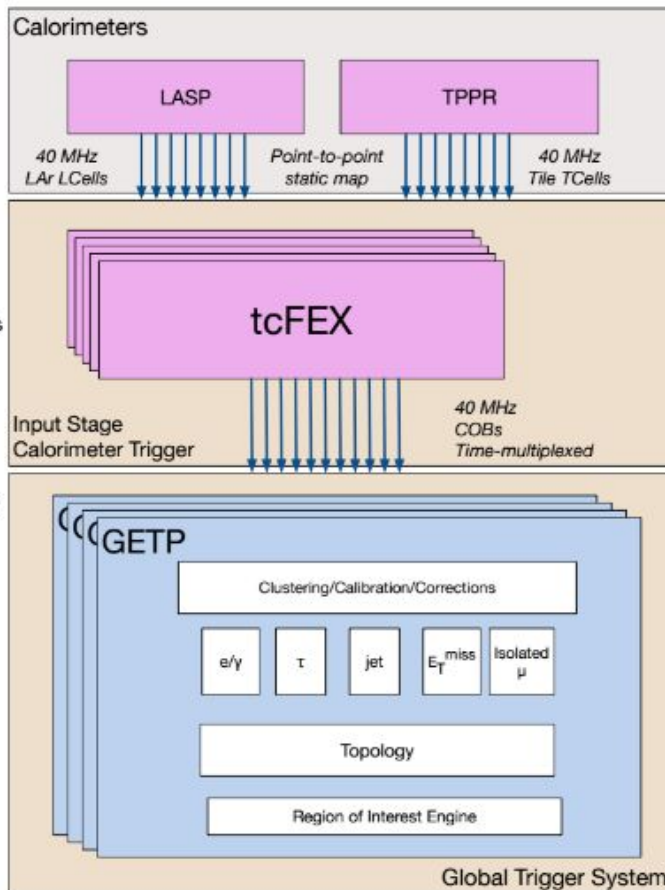 Calorimeters
LASP
TPPR
40 MHz
LAr LCells
Point-to-point
static map
40 MHz
Tile TCells
s
tcFEX
Input Stage
Calorimeter Trigger
40 MHz
COBs
Time-multiplexed
GETP
Clustering/Calibration/Corrections
e/γ
τ
jet
E_T^miss
Isolated
μ
Topology
Region of Interest Engine
Global Trigger System